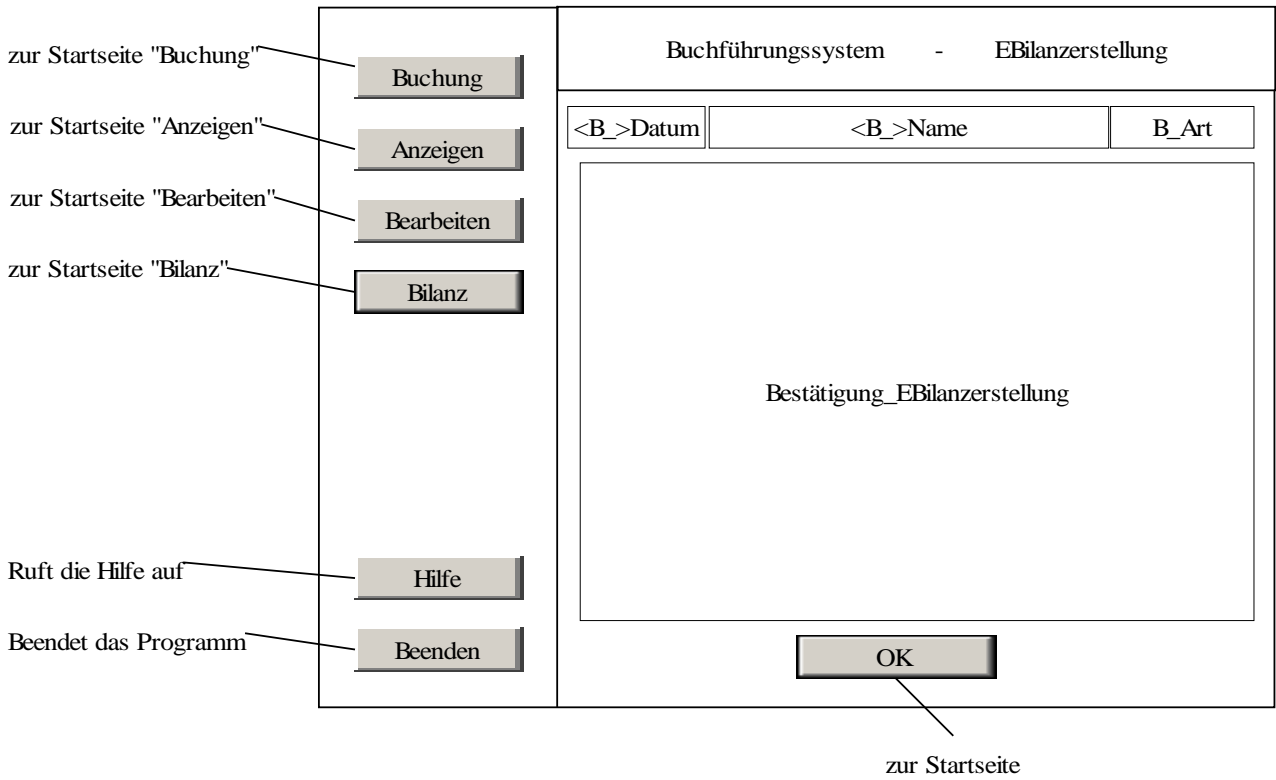 zur Startseite "Buchung"
Buchung
zur Startseite "Anzeigen"
Anzeigen
zur Startseite "Bearbeiten"
Bearbeiten
zur Startseite "Bilanz"
Bilanz
Ruft die Hilfe auf
Hilfe
Beendet das Programm
Beenden
Buchführungssystem - EBilanzerstellung
<B_>Datum <B_>Name B_Art
Bestätigung_EBilanzerstellung
OK
zur Startseite